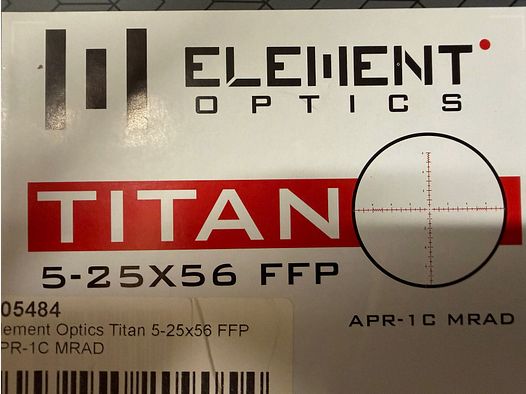 ELEMENT
OPTICS
TITAN
5-25X56 FFP
APR-1C MRAD
05484
lement Optics Titan 5-25x56 FFP
PR-1C MRAD